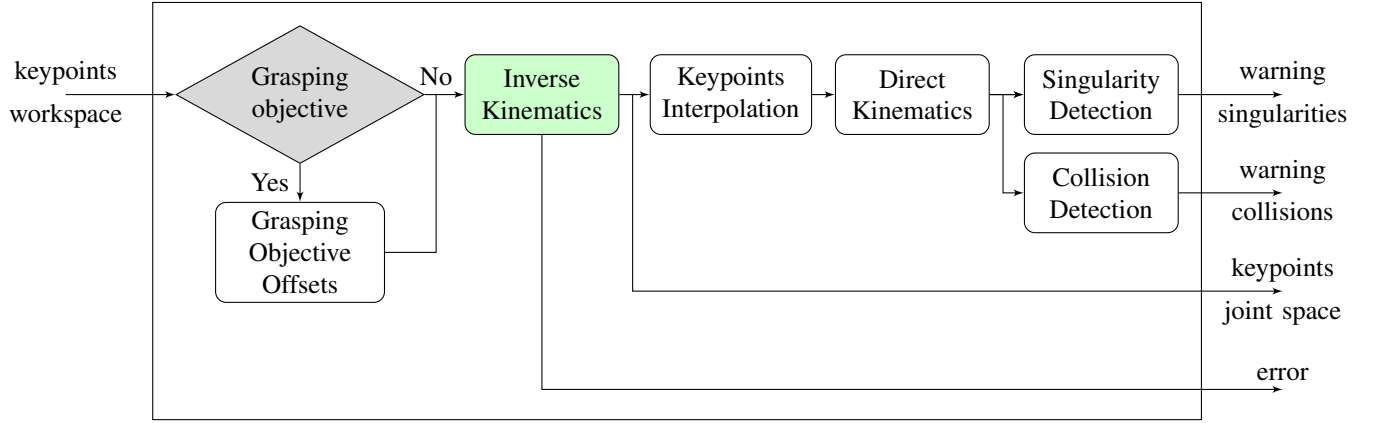 keypoints
workspace
Grasping
objective
No
Yes
Grasping
Objective
Offsets
Inverse
Kinematics
Keypoints
Interpolation
Direct
Kinematics
Singularity
Detection
Collision
Detection
warning
singularities
warning
collisions
keypoints
joint space
error